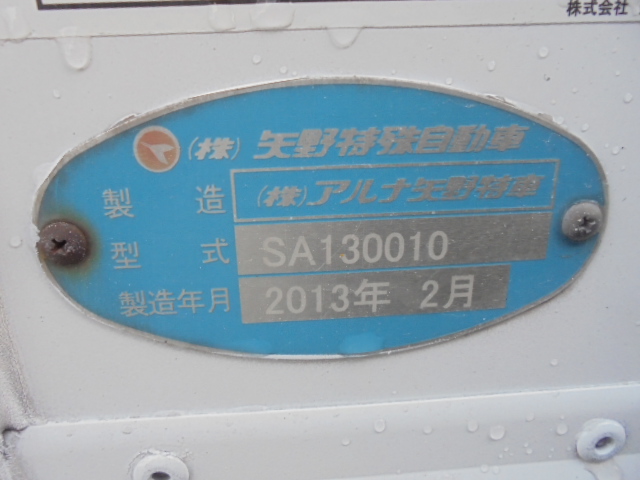 株式会社
(株) 矢野特殊自動車
製造 (株)アルナ矢野特車
型式 SA130010
製造年月 2013年 2月